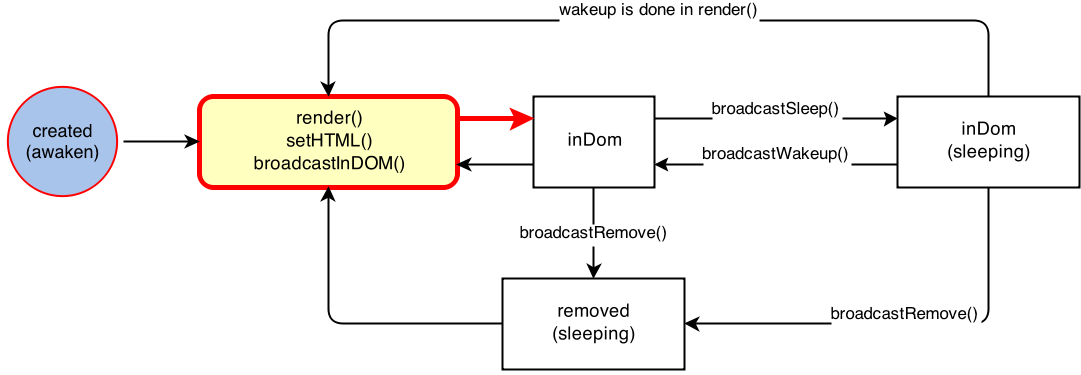 wakeup is done in render()
created
(awaken)
render()
setHTML()
broadcastInDOM()
inDom
broadcastSleep()
broadcastWakeup()
inDom
(sleeping)
broadcastRemove()
removed
(sleeping)
broadcastRemove()